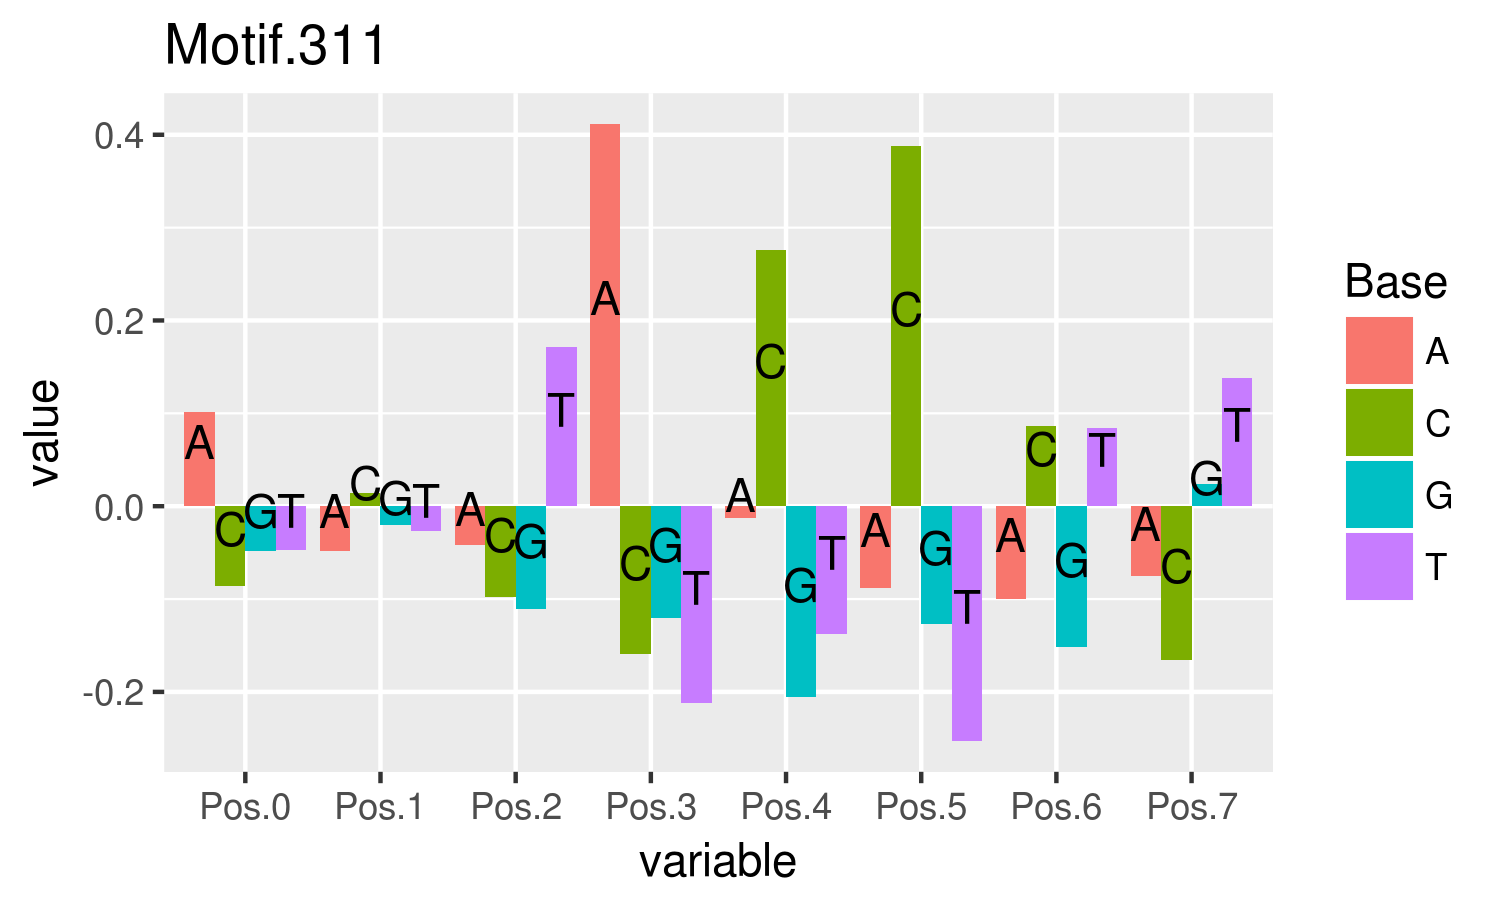 Motif.311
0.4
0.2
0.0
-0.2
value
A C G T A C G T A C G T A C G T A C G T A C G T A C G T A C G T
Pos.0 Pos.1 Pos.2 Pos.3 Pos.4 Pos.5 Pos.6 Pos.7
variable
Base
A
C
G
T